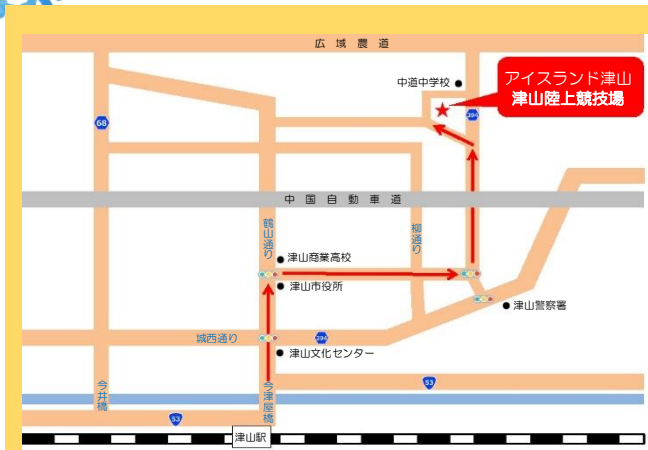 広域農道
中道中学校
アイスランド津山
津山陸上競技場
68
394
中国自動車道
鶴山通り
柳通り
津山商業高校
津山市役所
津山警察署
城西通り
394
津山文化センター
53
今井橋
今津屋橋
53
津山駅